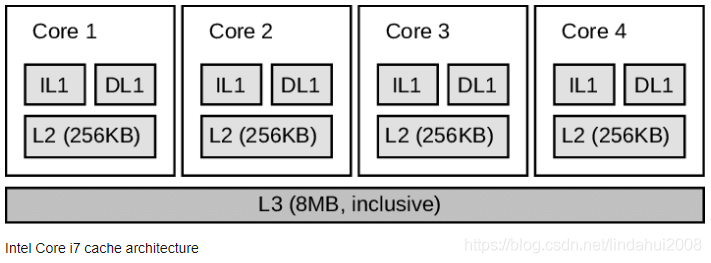 Core 1 Core 2 Core 3 Core 4
IL1 DL1 IL1 DL1 IL1 DL1 IL1 DL1
L2 (256KB) L2 (256KB) L2 (256KB) L2 (256KB)
L3 (8MB, inclusive)
Intel Core i7 cache architecture
https://blog.csdn.net/lindahui2008